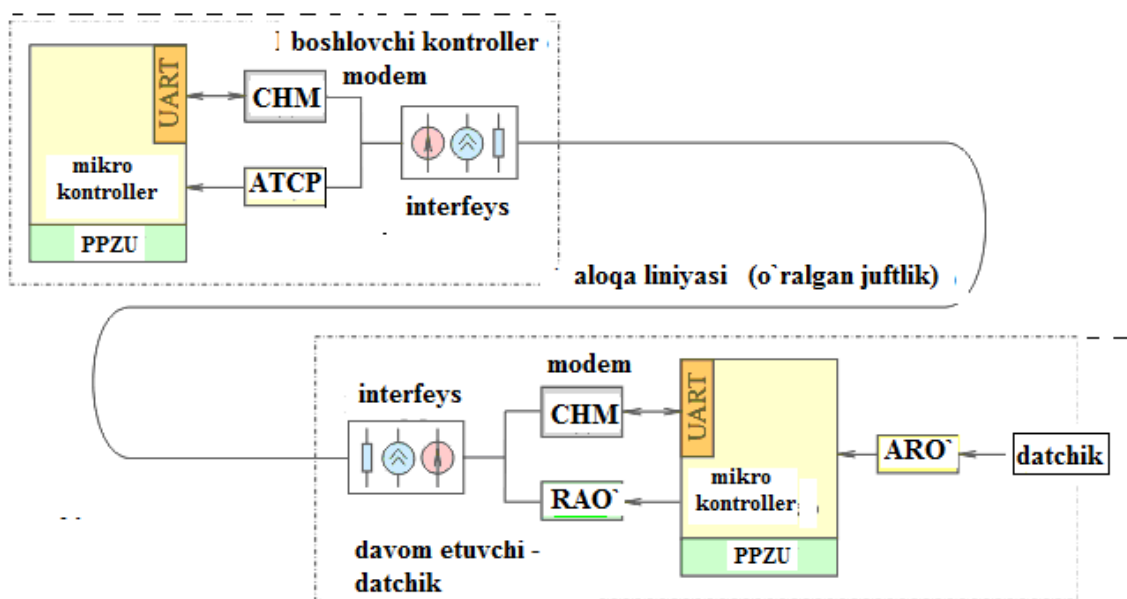 boshlovchi kontroller
modem
UART
CHM
mikro
kontroller
ATCP
interfeys
PPZU
aloqa liniyasi (o`ralgan juftlik)
modem
interfeys
CHM
UART
ARO`
datchik
mikro
kontroller
RAO`
davom etuvchi -
datchik
PPZU